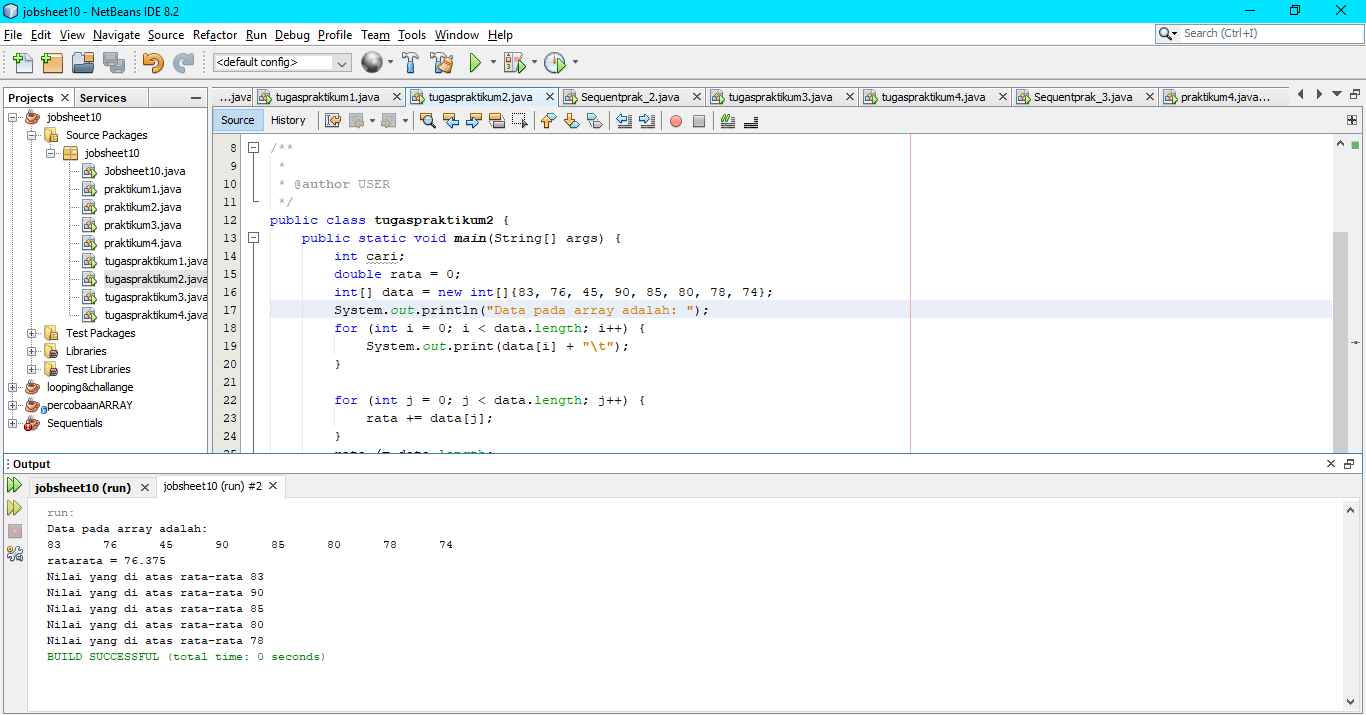 jobsheet10 - NetBeans IDE 8.2
File Edit View Navigate Source Refactor Run Debug Profile Team Tools Window Help
Search (Ctrl+I)
<default config>
Projects Services
...java tugaspraktikum1.java tugaspraktikum2.java Sequentprak_2.java tugaspraktikum3.java tugaspraktikum4.java Sequentprak_3.java praktikum4.java...
Source History
jobsheet10
Source Packages
jobsheet10
Jobsheet10.java
praktikum1.java
praktikum2.java
praktikum3.java
praktikum4.java
tugaspraktikum1.java
tugaspraktikum2.java
tugaspraktikum3.java
tugaspraktikum4.java
Test Packages
Libraries
Test Libraries
looping&challange
percobaanARRAY
Sequentials
8 /**
9 *
10 * @author USER
11 */
12 public class tugaspraktikum2 {
13 public static void main(String[] args) {
14 int cari;
15 double rata = 0;
16 int[] data = new int[]{83, 76, 45, 90, 85, 80, 78, 74};
17 System.out.println("Data pada array adalah: ");
18 for (int i = 0; i < data.length; i++) {
19 System.out.print(data[i] + "\t");
20 }
21
22 for (int j = 0; j < data.length; j++) {
23 rata += data[j];
24 }
25 rata /= data.length;
Output
jobsheet10 (run) jobsheet10 (run) #2
run:
Data pada array adalah:
83 76 45 90 85 80 78 74
ratarata = 76.375
Nilai yang di atas rata-rata 83
Nilai yang di atas rata-rata 90
Nilai yang di atas rata-rata 85
Nilai yang di atas rata-rata 80
Nilai yang di atas rata-rata 78
BUILD SUCCESSFUL (total time: 0 seconds)